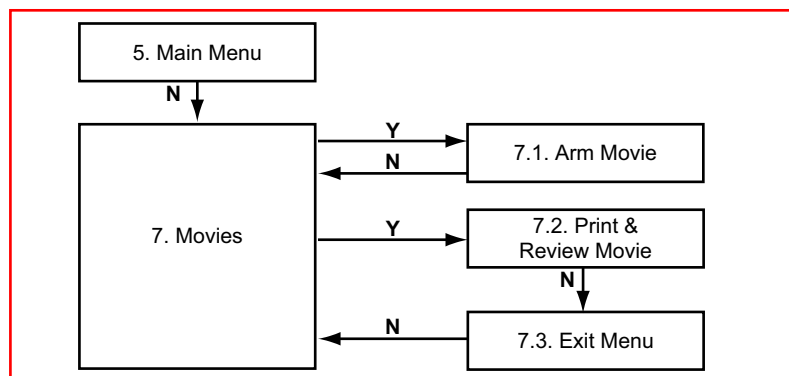 5. Main Menu
N
Y
7.1. Arm Movie
N
7. Movies
Y
7.2. Print &
Review Movie
N
N
7.3. Exit Menu